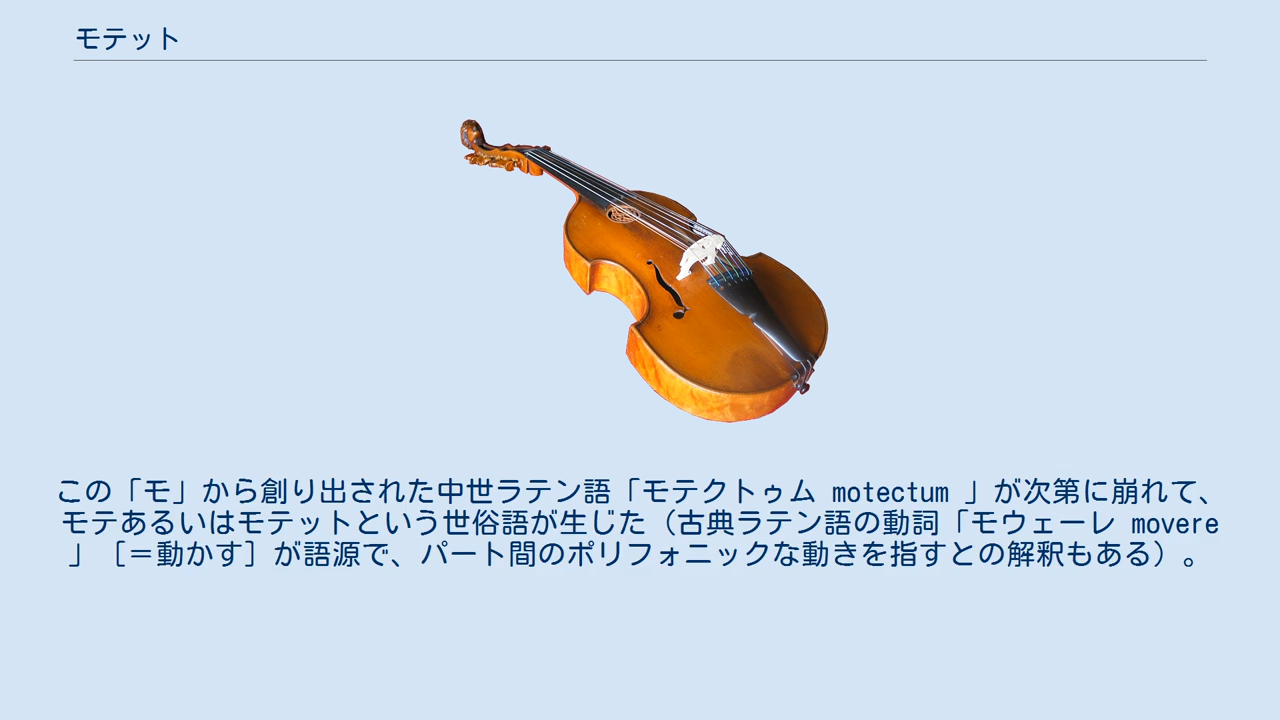 モテット
この「モ」から創り出された中世ラテン語「モテクトゥム motectum 」が次第に崩れて、
モテあるいはモテットという世俗語が生じた（古典ラテン語の動詞「モウェーレ movere
」［＝動かす］が語源で、パート間のポリフォニックな動きを指すとの解釈もある）。